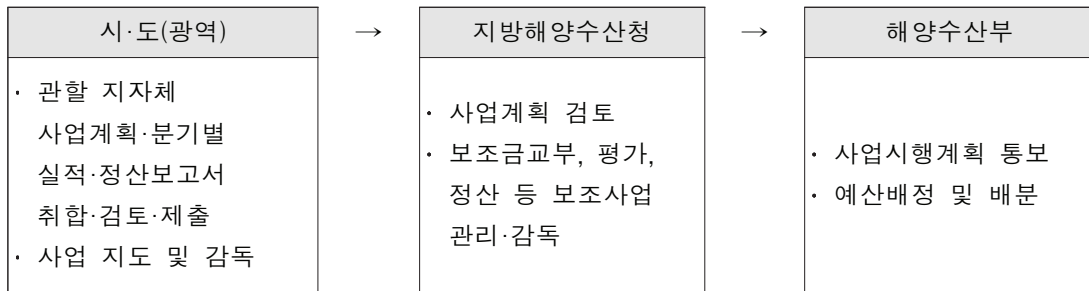 시·도(광역) → 지방해양수산청 → 해양수산부
· 관할 지자체
사업계획·분기별
실적·정산보고서
취합·검토·제출
· 사업 지도 및 감독
· 사업계획 검토
· 보조금교부, 평가,
정산 등 보조사업
관리·감독
· 사업시행계획 통보
· 예산배정 및 배분